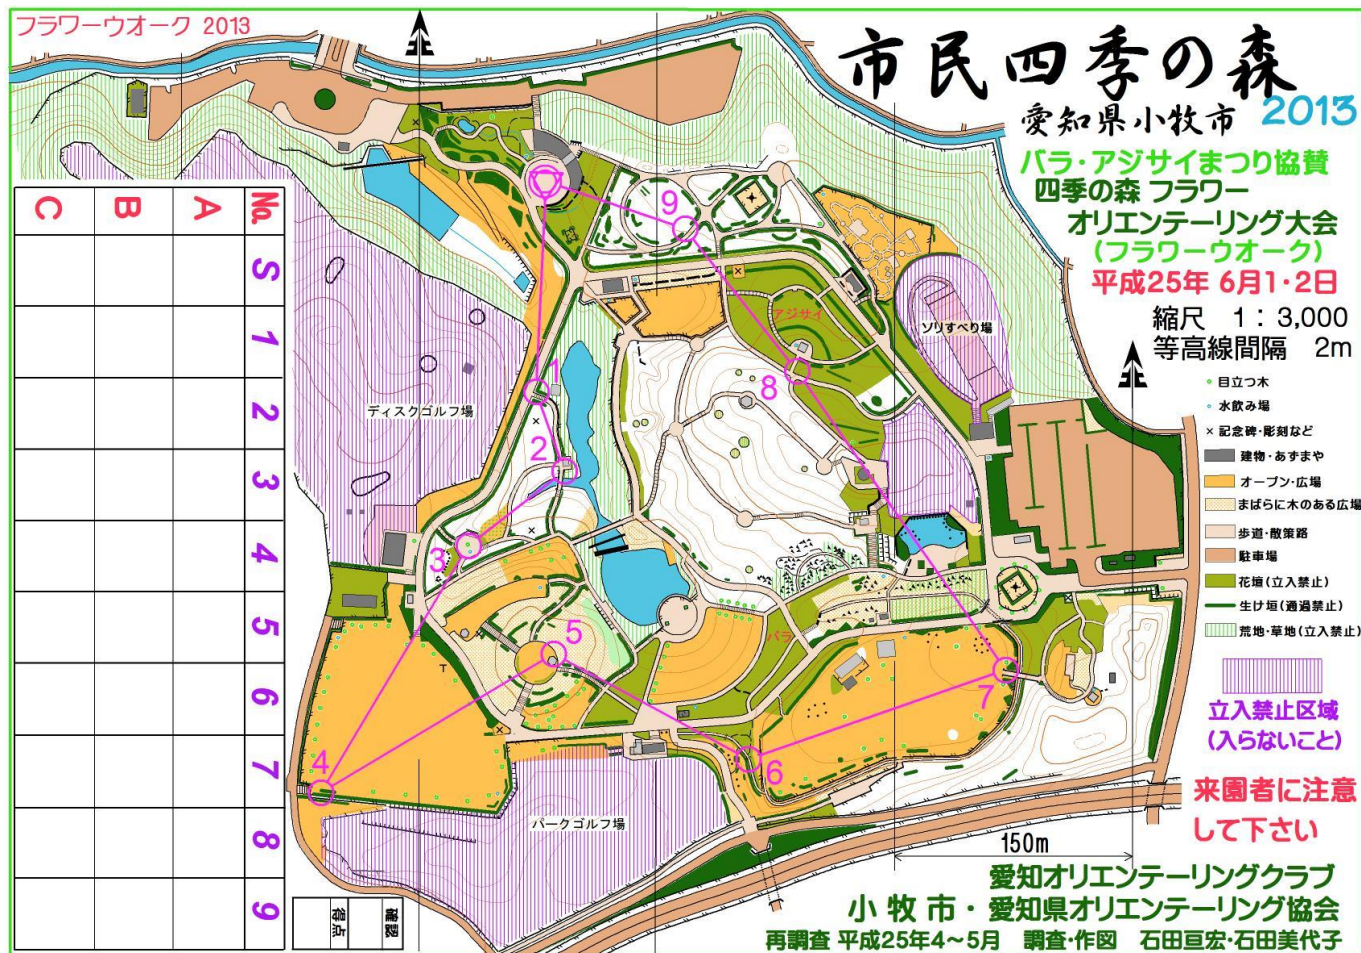 フラワーウオーク 2013
市民四季の森
愛知県小牧市 2013
バラ・アジサイまつり協賛
四季の森 フラワー
オリエンテーリング大会
(フラワーウオーク)
平成25年 6月1・2日
縮尺 1：3,000
等高線間隔 2m
目立つ木
水飲み場
記念碑・彫刻など
建物・あずまや
オープン・広場
まばらに木のある広場
歩道・散策路
駐車場
花壇(立入禁止)
生け垣(通過禁止)
荒地・草地(立入禁止)
立入禁止区域
(入らないこと)
来園者に注意
して下さい
150m
愛知オリエンテーリングクラブ
小牧市・愛知県オリエンテーリング協会
再調査 平成25年4～5月 調査・作図 石田亘宏・石田美代子
No. S 1 2 3 4 5 6 7 8 9
A
B
C
確認
得点
9
アジサイ
ソリすべり場
8
1
ディスクゴルフ場
2
3
5
バラ
7
4
6
パークゴルフ場